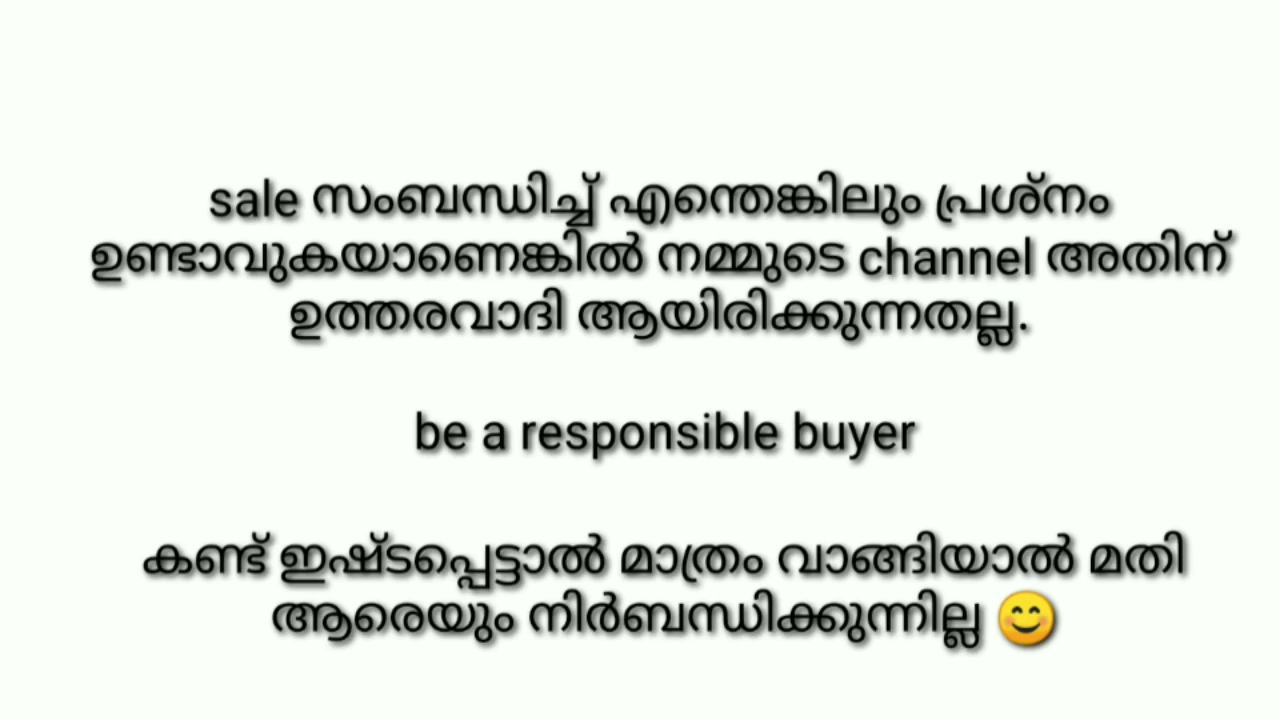 sale സംബന്ധിച്ച് എന്തെങ്കിലും പ്രശ്നം
ഉണ്ടാവുകയാണെങ്കിൽ നമ്മുടെ channel അതിന്
ഉത്തരവാദി ആയിരിക്കുന്നതല്ല.
be a responsible buyer
കണ്ട് ഇഷ്ടപ്പെട്ടാൽ മാത്രം വാങ്ങിയാൽ മതി
ആരെയും നിർബന്ധിക്കുന്നില്ല 😊